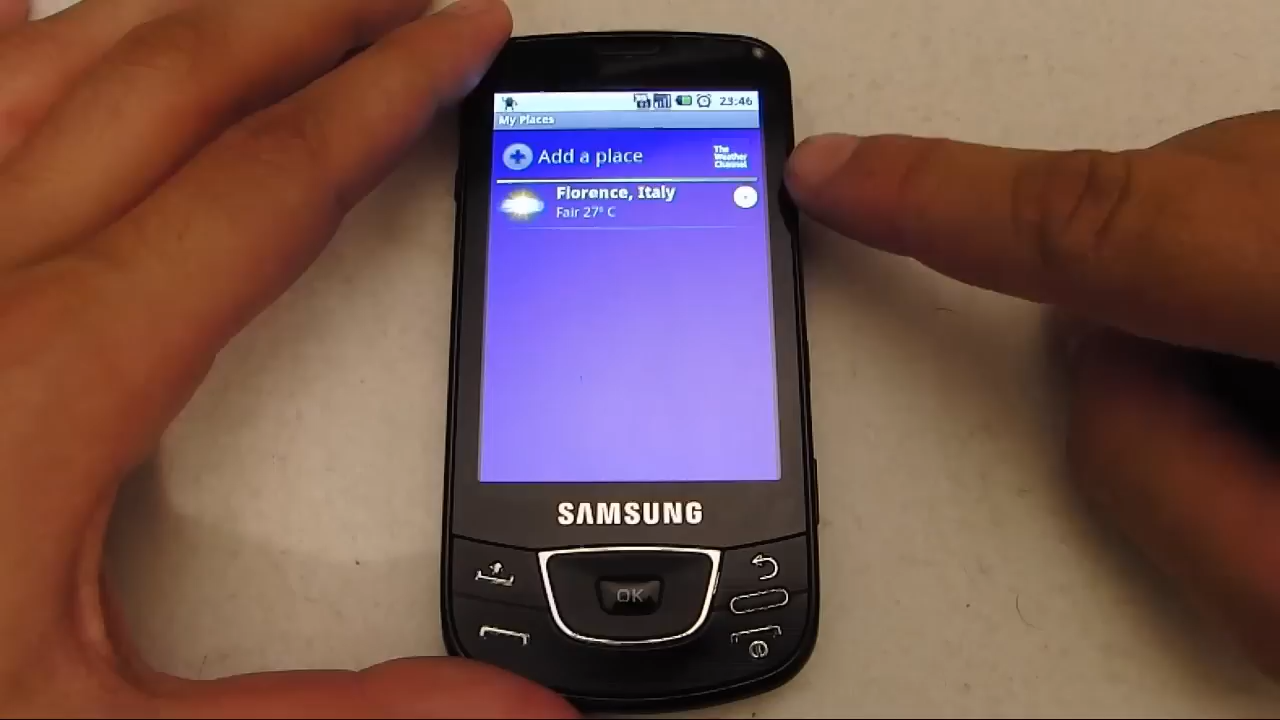 23:46
My Places
Add a place
The
Weather
Channel
Florence, Italy
Fair 27° C
SAMSUNG
OK